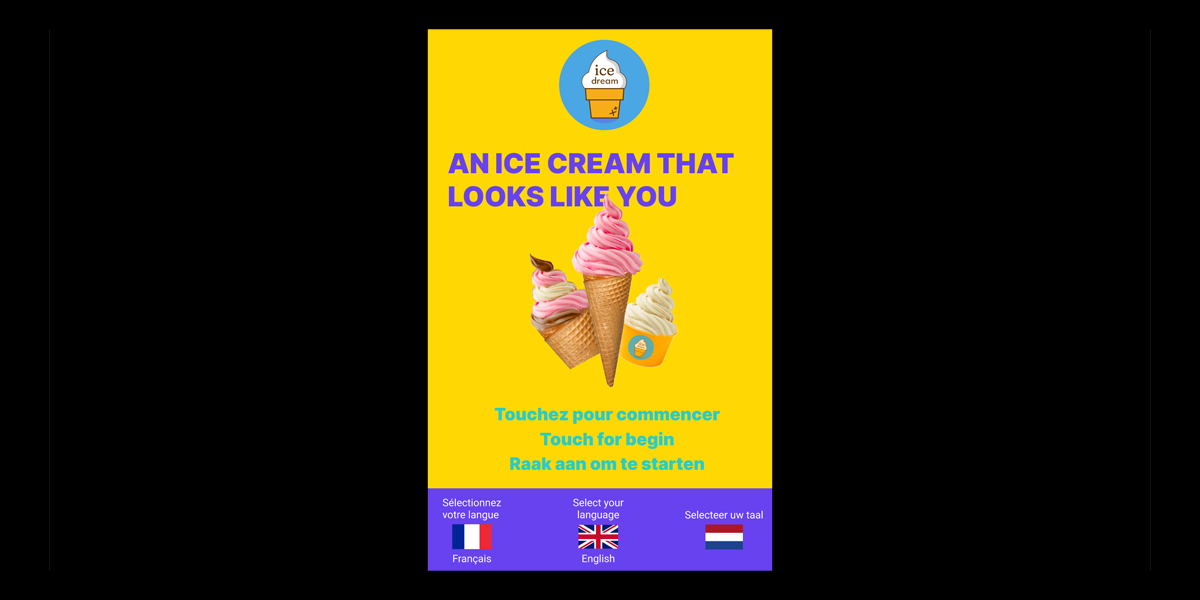 ice
dream
AN ICE CREAM THAT
LOOKS LIKE YOU
Touchez pour commencer
Touch for begin
Raak aan om te starten
Sélectionnez
votre langue
Français
Select your
language
English
Selecteer uw taal